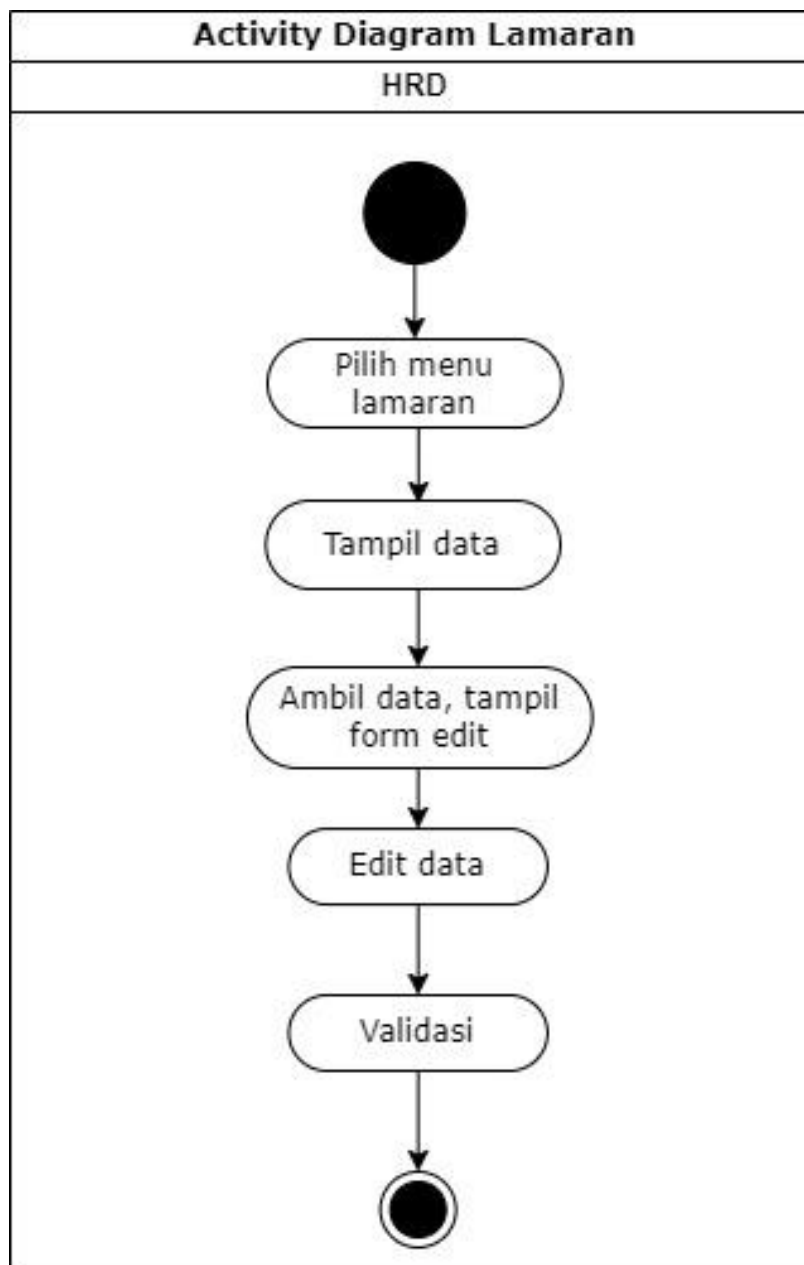 Activity Diagram Lamaran
HRD
Pilih menu
lamaran
Tampil data
Ambil data, tampil
form edit
Edit data
Validasi